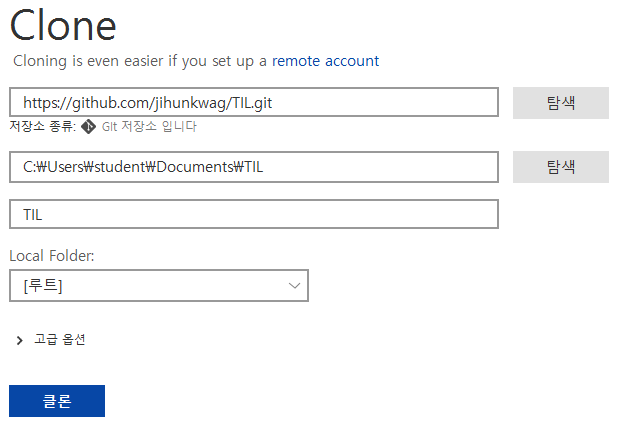 Clone
Cloning is even easier if you set up a remote account
https://github.com/jihunkwag/TIL.git
탐색
저장소 종류: Git 저장소 입니다
C:₩Users₩student₩Documents₩TIL
탐색
TIL
Local Folder:
[루트]
고급 옵션
클론